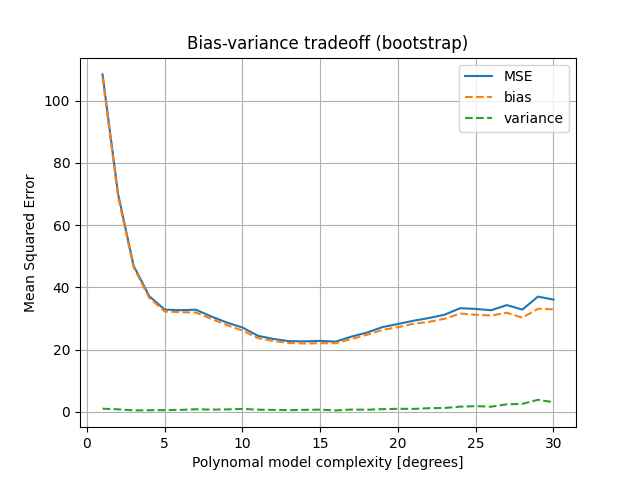 Bias-variance tradeoff (bootstrap)
MSE
bias
variance
Mean Squared Error
100
80
60
40
20
0
0 5 10 15 20 25 30
Polynomal model complexity [degrees]